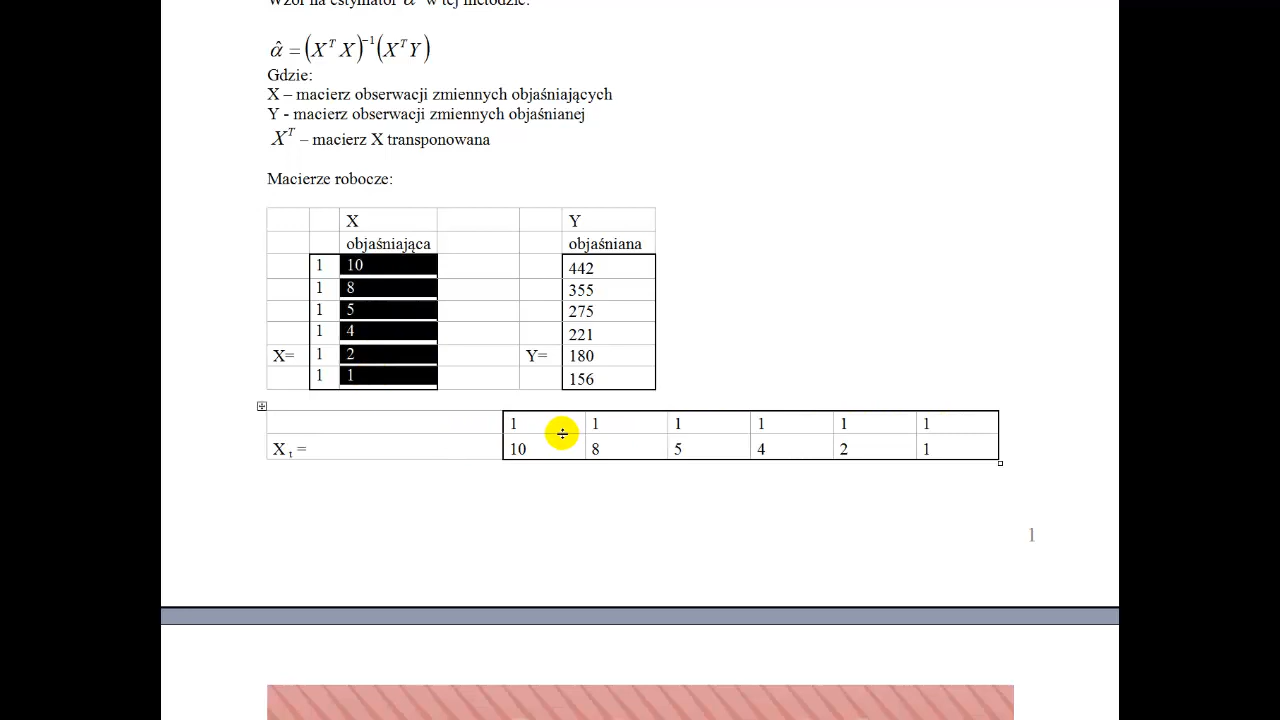 Wzór na estymator α w tej metodzie:
α̂ = (XᵀX)⁻¹(XᵀY)
Gdzie:
X – macierz obserwacji zmiennych objaśniających
Y - macierz obserwacji zmiennych objaśnianej
Xᵀ – macierz X transponowana
Macierze robocze:
X Y
objaśniająca objaśniana
1 10 442
1 8 355
1 5 275
1 4 221
X= 1 2 Y= 180
1 1 156
1 1 1 1 1 1
X t = 10 8 5 4 2 1
1